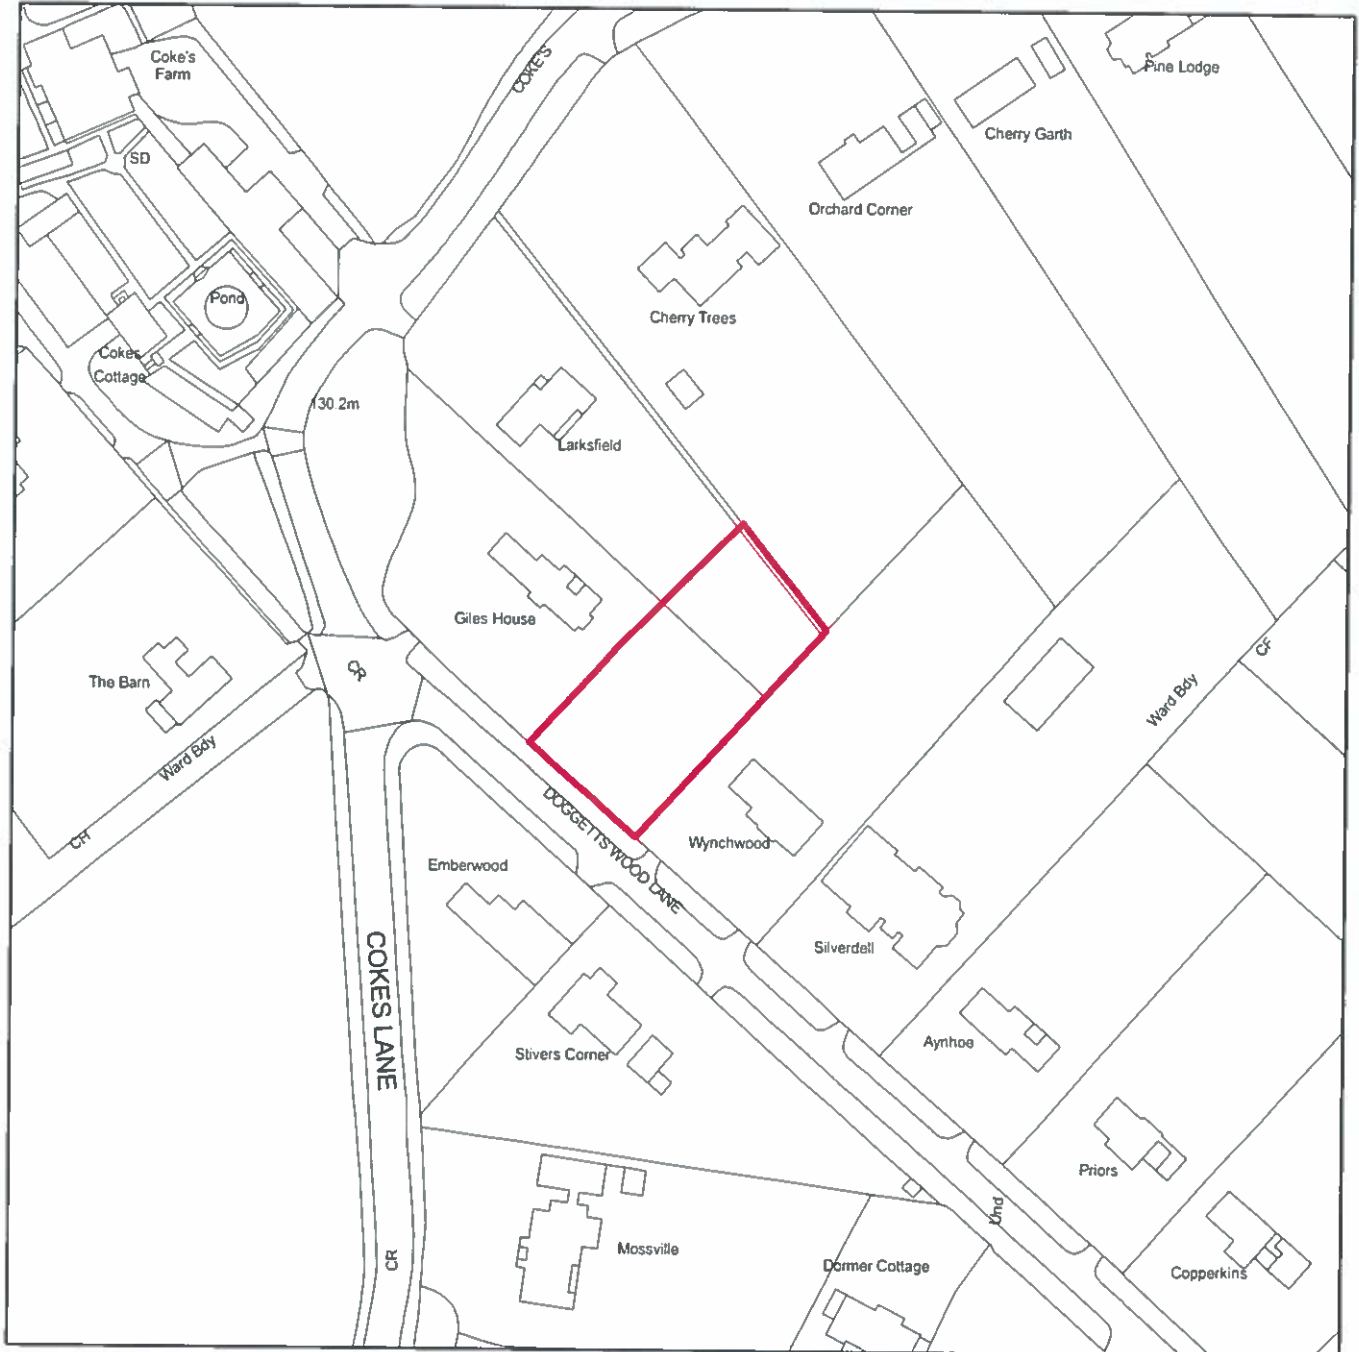 Coke's
Farm
COKE'S
Pine Lodge
Cherry Garth
SD
Orchard Corner
Pond
Cherry Trees
Cokes
Cottage
130.2m
Larksfield
Giles House
The Barn
CR
CF
Ward Bdy
Ward Bdy
CH
DOGGETTS WOOD LANE
Wynchwood
Emberwood
Silverdell
COKES LANE
Stivers Corner
Aynhoe
Priors
Und
CR
Mossville
Dormer Cottage
Copperkins